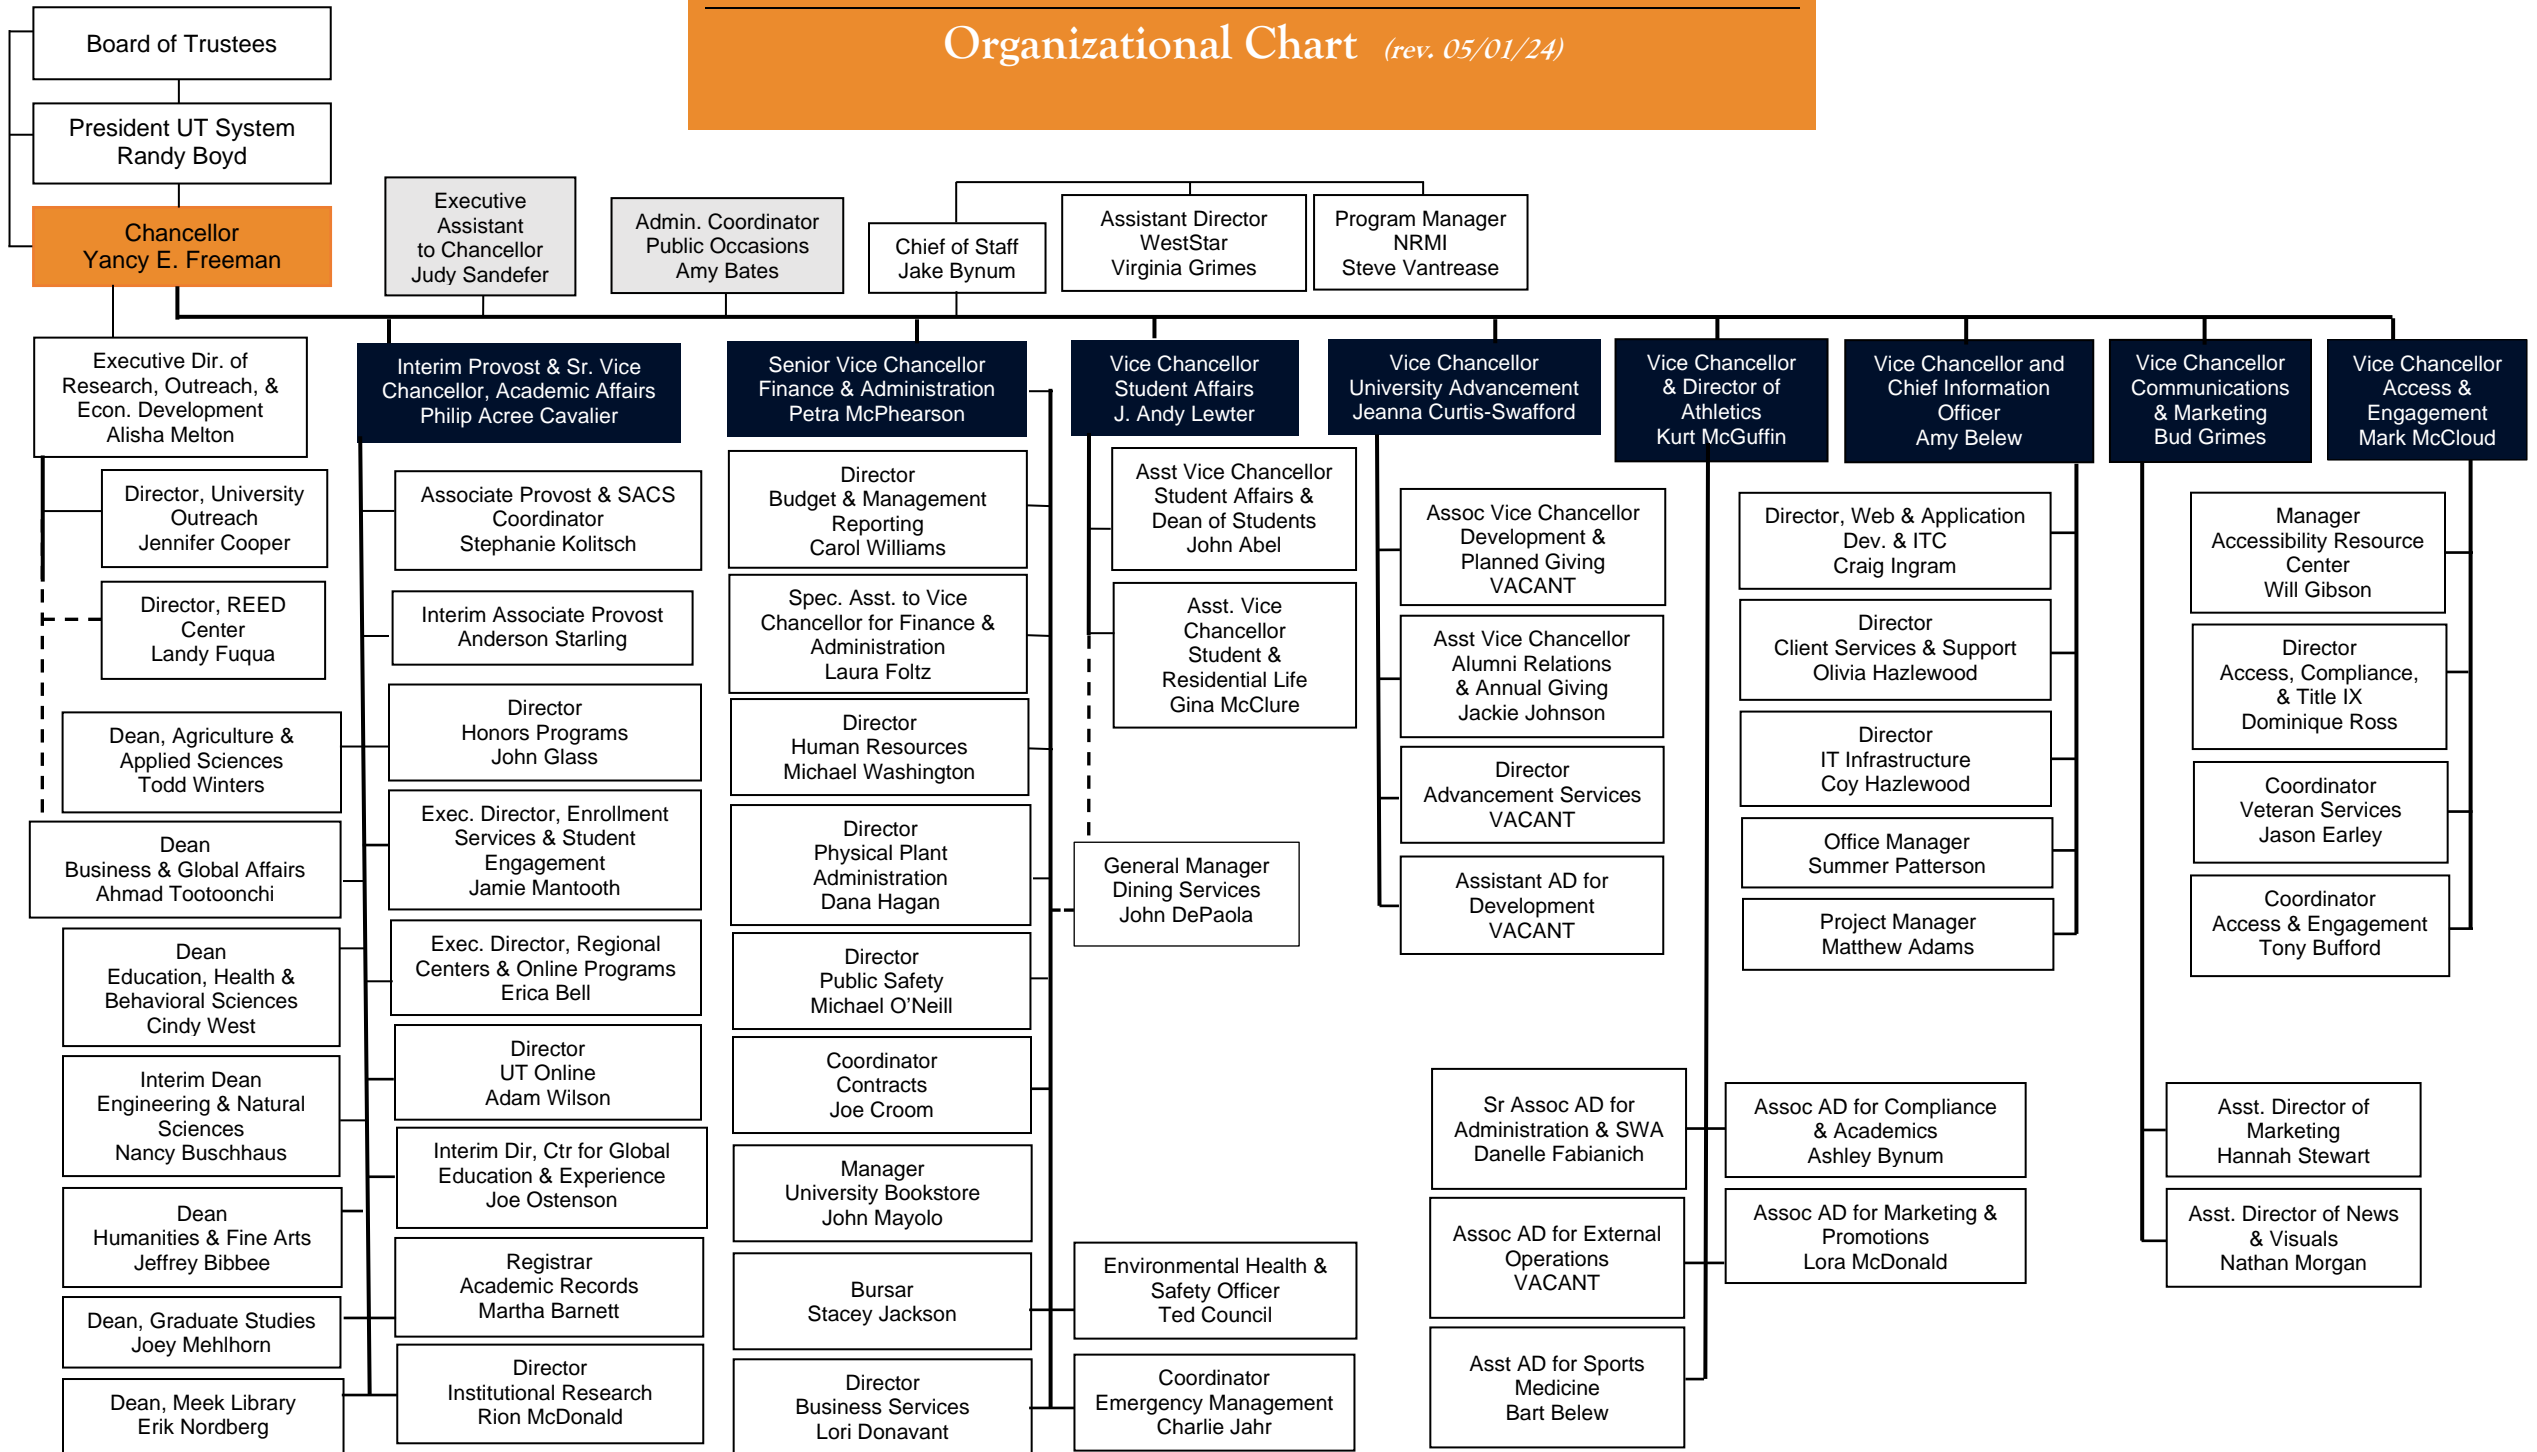 Organizational Chart (rev. 05/01/24)
Board of Trustees
President UT System
Randy Boyd
Chancellor
Yancy E. Freeman
Executive
Assistant
to Chancellor
Judy Sandefer
Admin. Coordinator
Public Occasions
Amy Bates
Chief of Staff
Jake Bynum
Assistant Director
WestStar
Virginia Grimes
Program Manager
NRMI
Steve Vantrease
Executive Dir. of
Research, Outreach, &
Econ. Development
Alisha Melton
Director, University
Outreach
Jennifer Cooper
Director, REED
Center
Landy Fuqua
Interim Provost & Sr. Vice
Chancellor, Academic Affairs
Philip Acree Cavalier
Dean, Agriculture &
Applied Sciences
Todd Winters
Dean
Business & Global Affairs
Ahmad Tootoonchi
Dean
Education, Health &
Behavioral Sciences
Cindy West
Interim Dean
Engineering & Natural
Sciences
Nancy Buschhaus
Dean
Humanities & Fine Arts
Jeffrey Bibbee
Dean, Graduate Studies
Joey Mehlhorn
Dean, Meek Library
Erik Nordberg
Associate Provost & SACS
Coordinator
Stephanie Kolitsch
Interim Associate Provost
Anderson Starling
Director
Honors Programs
John Glass
Exec. Director, Enrollment
Services & Student
Engagement
Jamie Mantooth
Exec. Director, Regional
Centers & Online Programs
Erica Bell
Director
UT Online
Adam Wilson
Interim Dir, Ctr for Global
Education & Experience
Joe Ostenson
Registrar
Academic Records
Martha Barnett
Director
Institutional Research
Rion McDonald
Senior Vice Chancellor
Finance & Administration
Petra McPhearson
Director
Budget & Management
Reporting
Carol Williams
Spec. Asst. to Vice
Chancellor for Finance &
Administration
Laura Foltz
Director
Human Resources
Michael Washington
Director
Physical Plant
Administration
Dana Hagan
Director
Public Safety
Michael O’Neill
Coordinator
Contracts
Joe Croom
Manager
University Bookstore
John Mayolo
Bursar
Stacey Jackson
Director
Business Services
Lori Donavant
Environmental Health &
Safety Officer
Ted Council
Coordinator
Emergency Management
Charlie Jahr
Vice Chancellor
Student Affairs
J. Andy Lewter
Asst Vice Chancellor
Student Affairs &
Dean of Students
John Abel
Asst. Vice
Chancellor
Student &
Residential Life
Gina McClure
General Manager
Dining Services
John DePaola
Vice Chancellor
University Advancement
Jeanna Curtis-Swafford
Assoc Vice Chancellor
Development &
Planned Giving
VACANT
Asst Vice Chancellor
Alumni Relations
& Annual Giving
Jackie Johnson
Director
Advancement Services
VACANT
Assistant AD for
Development
VACANT
Vice Chancellor
& Director of
Athletics
Kurt McGuffin
Sr Assoc AD for
Administration & SWA
Danelle Fabianich
Assoc AD for Compliance
& Academics
Ashley Bynum
Assoc AD for External
Operations
VACANT
Assoc AD for Marketing &
Promotions
Lora McDonald
Asst AD for Sports
Medicine
Bart Belew
Vice Chancellor and
Chief Information
Officer
Amy Belew
Director, Web & Application
Dev. & ITC
Craig Ingram
Director
Client Services & Support
Olivia Hazlewood
Director
IT Infrastructure
Coy Hazlewood
Office Manager
Summer Patterson
Project Manager
Matthew Adams
Vice Chancellor
Communications
& Marketing
Bud Grimes
Asst. Director of
Marketing
Hannah Stewart
Asst. Director of News
& Visuals
Nathan Morgan
Vice Chancellor
Access &
Engagement
Mark McCloud
Manager
Accessibility Resource
Center
Will Gibson
Director
Access, Compliance,
& Title IX
Dominique Ross
Coordinator
Veteran Services
Jason Earley
Coordinator
Access & Engagement
Tony Bufford